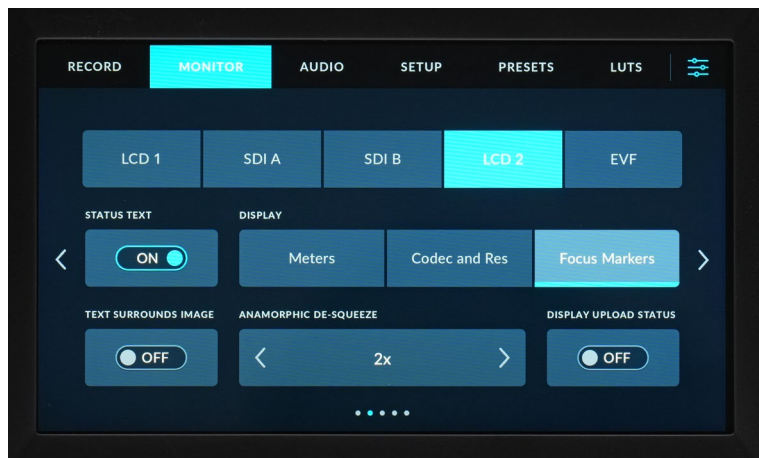 RECORD MONITOR AUDIO SETUP PRESETS LUTS
LCD 1 SDI A SDI B LCD 2 EVF
STATUS TEXT DISPLAY
ON Meters Codec and Res Focus Markers
TEXT SURROUNDS IMAGE ANAMORPHIC DE-SQUEEZE DISPLAY UPLOAD STATUS
OFF 2x OFF